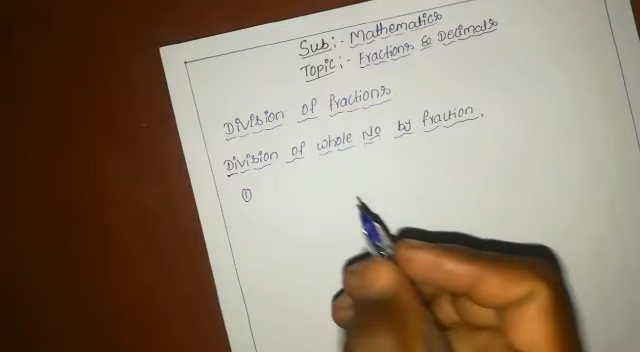 Sub:- Mathematics
Topic:- Fractions & Decimals
Division of fractions.
Division of whole No by fraction.
①